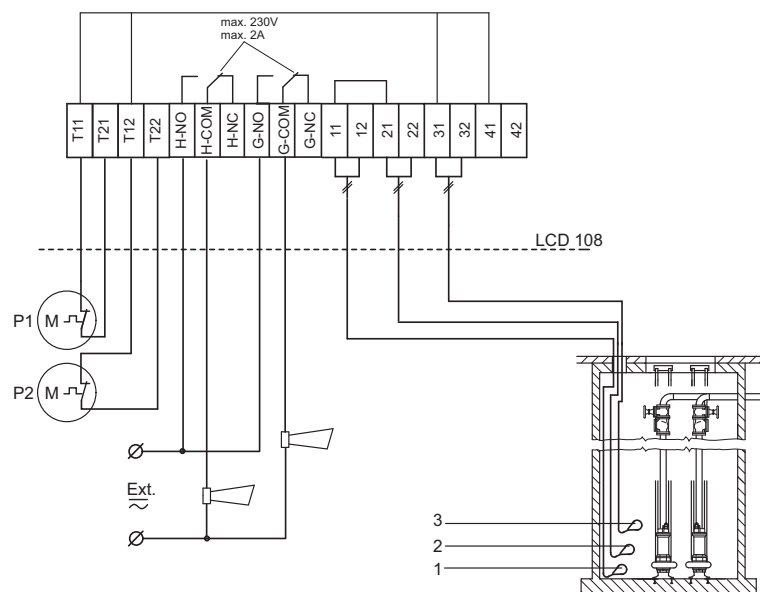 max. 230V
max. 2A
T11
T21
T12
T22
H-NO
H-COM
H-NC
G-NO
G-COM
G-NC
11
12
21
22
31
32
41
42
LCD 108
P1
M
P2
M
Ext.
3
2
1